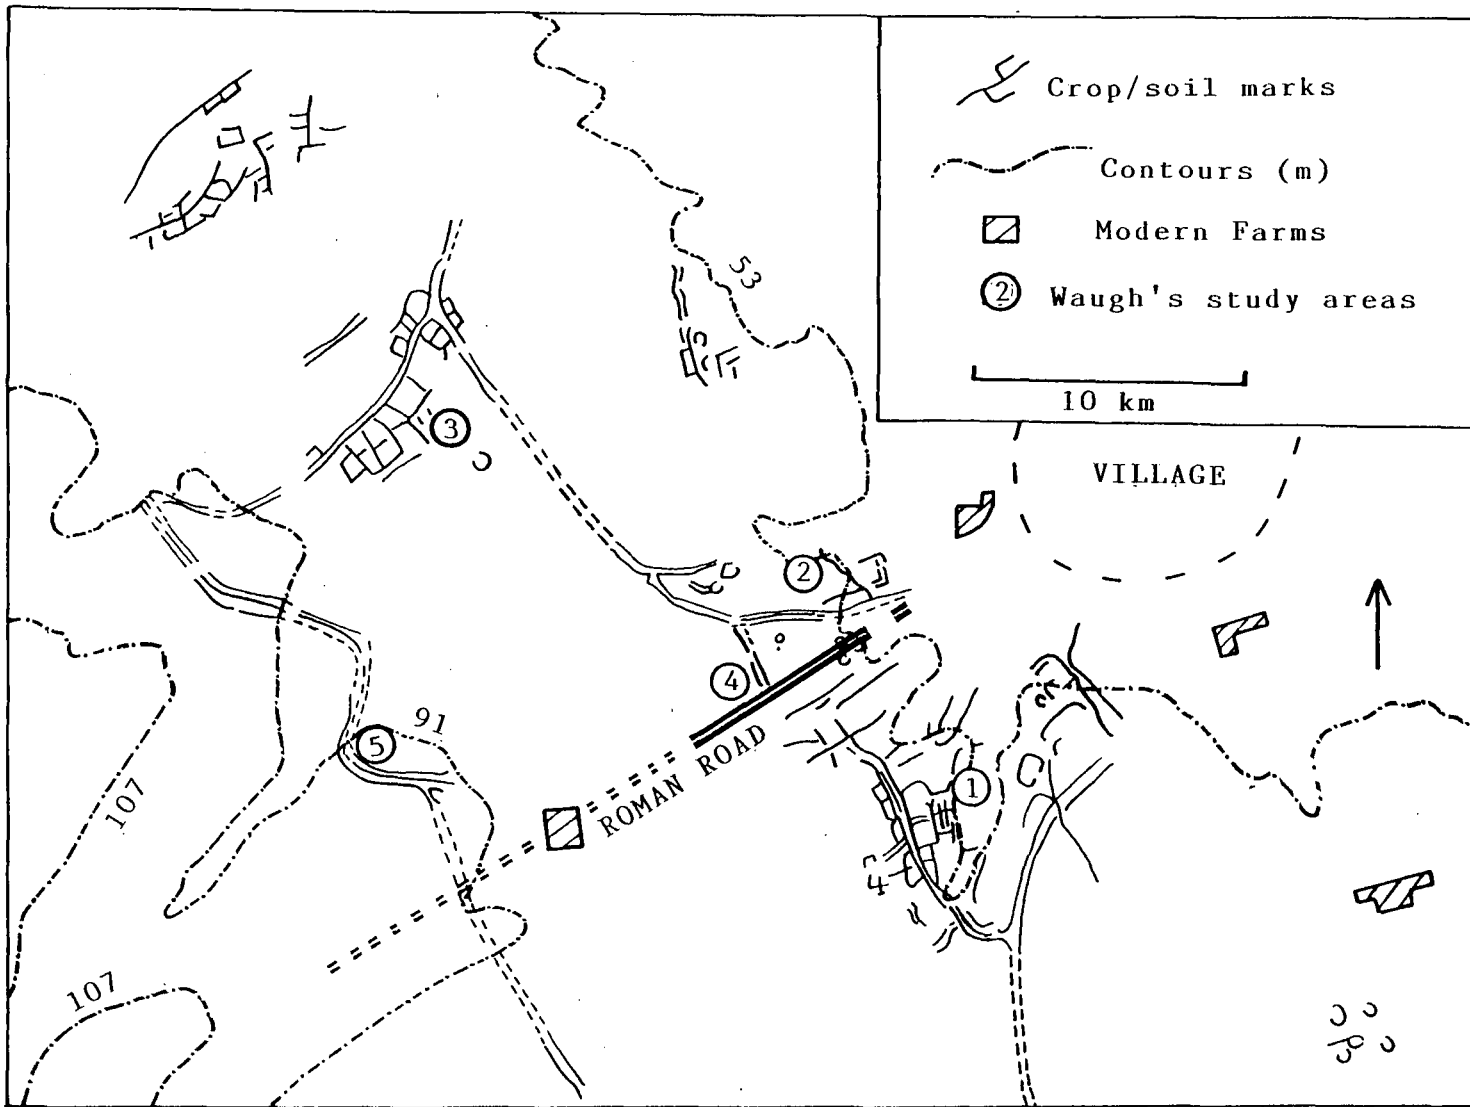 Crop/soil marks
Contours (m)
Modern Farms
2 Waugh's study areas
10 km
53
VILLAGE
3
2
4
ROMAN ROAD
91
5
1
107
107